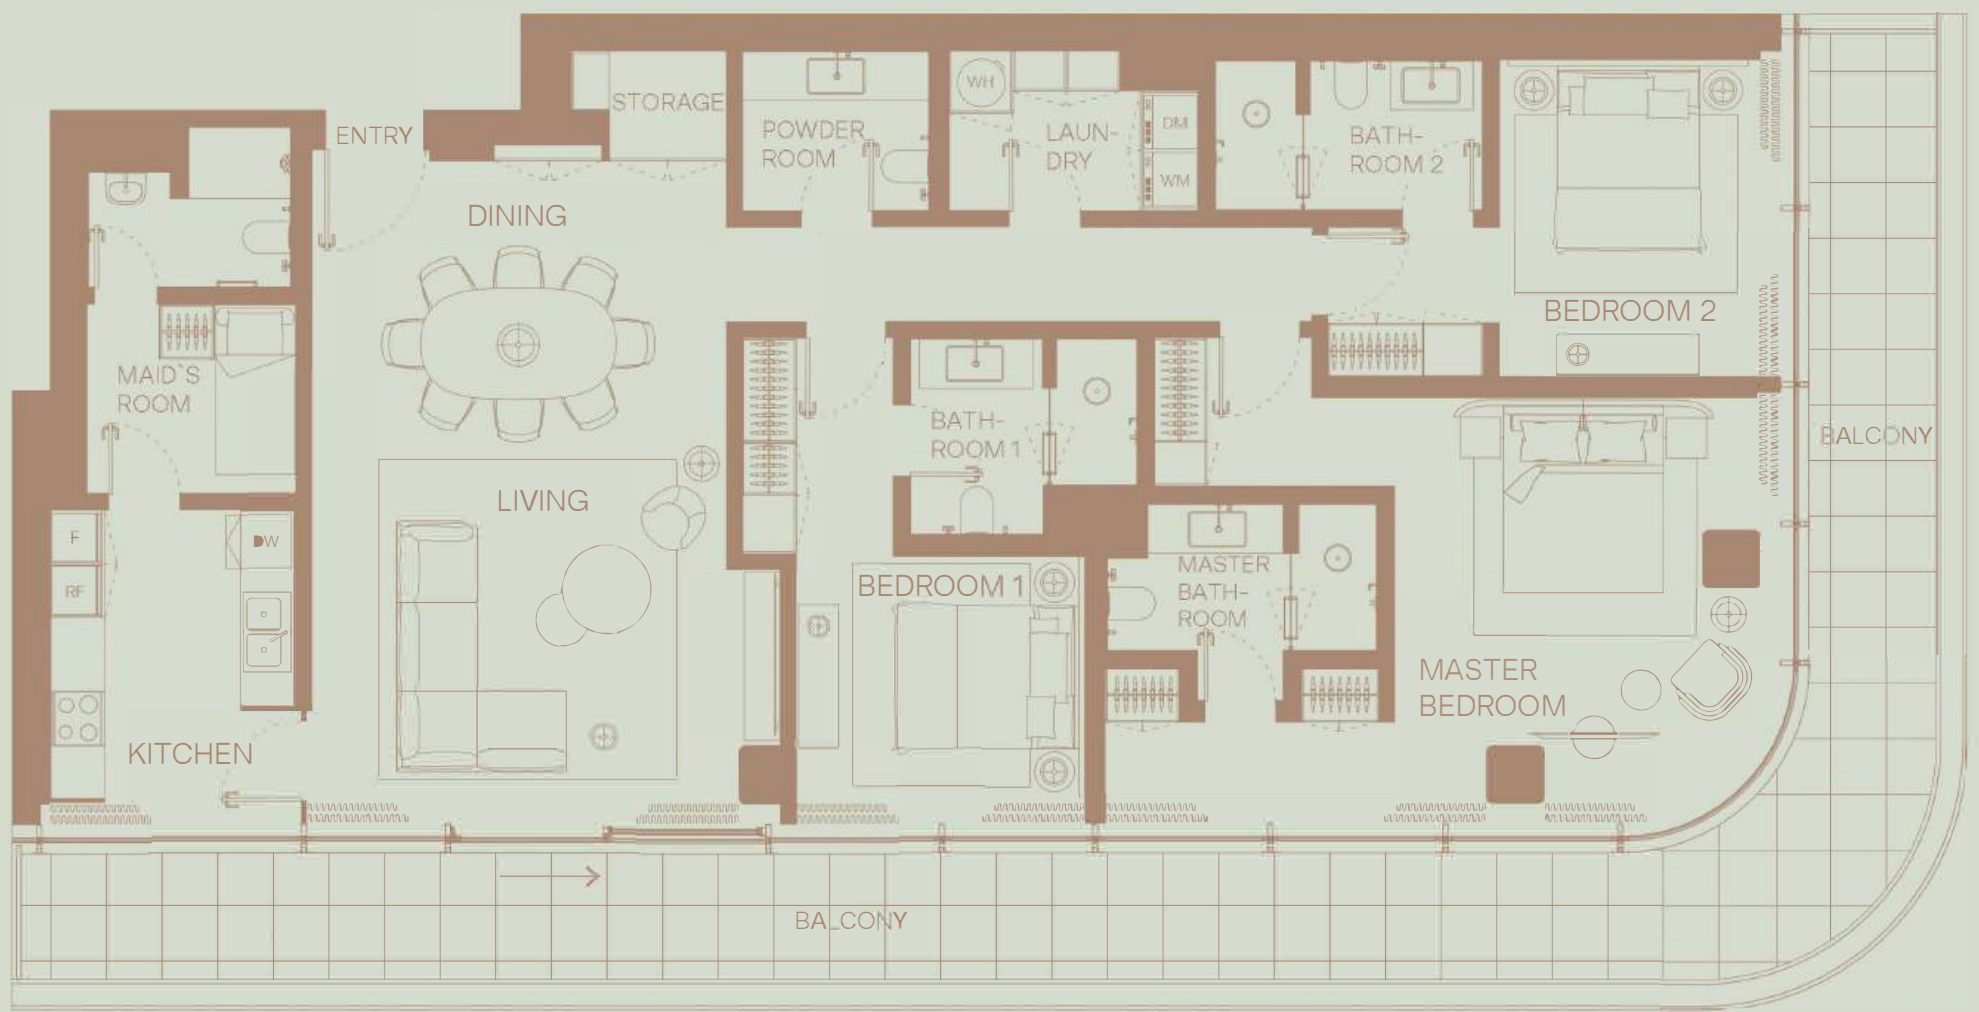 ENTRY
STORAGE
POWDER
ROOM
WH
LAUN-
DRY
DM
WM
BATH-
ROOM 2
DINING
BEDROOM 2
MAID`S
ROOM
BATH-
ROOM 1
BALCONY
LIVING
F
DW
RF
BEDROOM 1
MASTER
BATH-
ROOM
MASTER
BEDROOM
KITCHEN
BALCONY